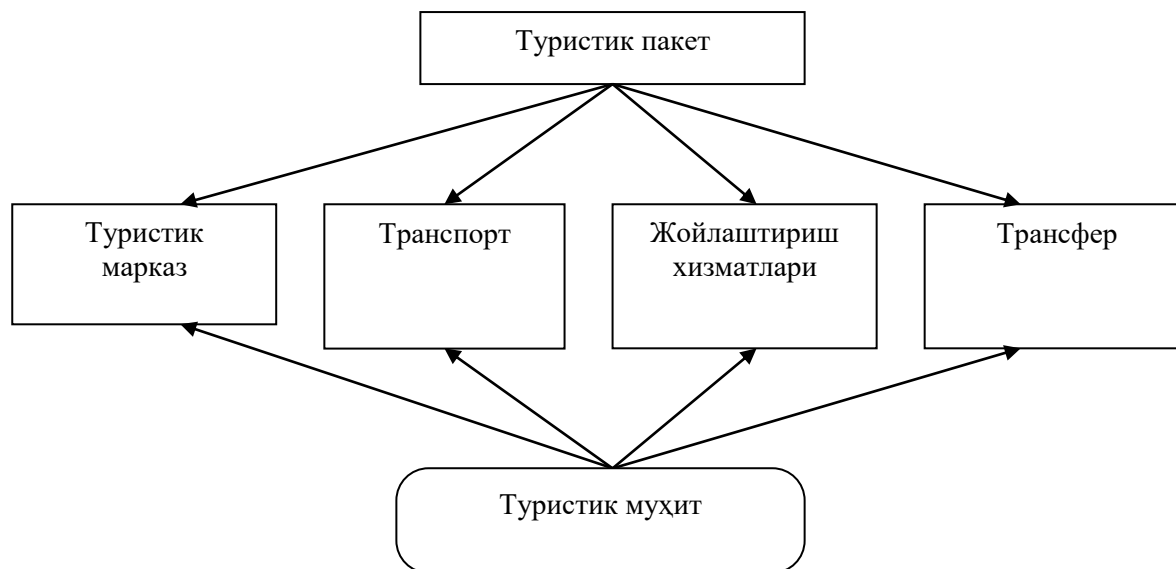 Туристик пакет
Туристик
марказ
Транспорт
Жойлаштириш
хизматлари
Трансфер
Туристик муҳит